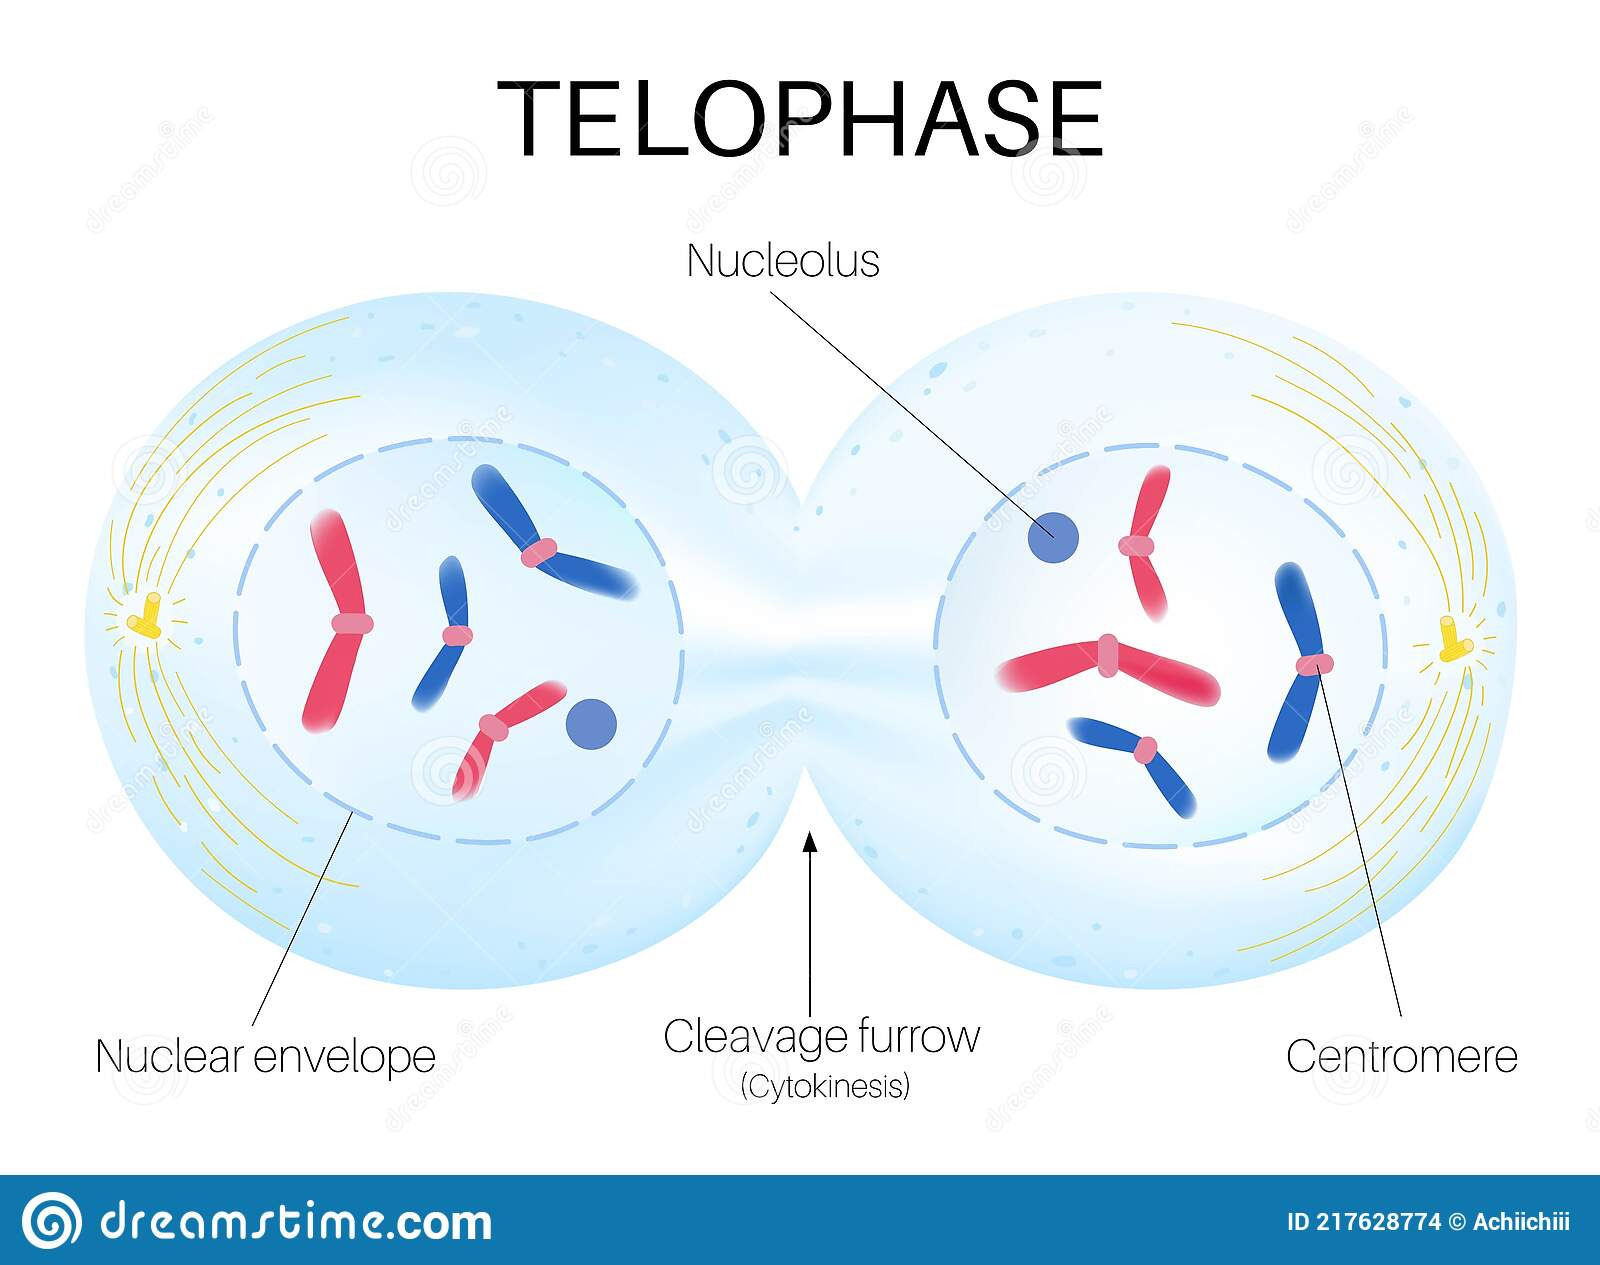 TELOPHASE
Nucleolus
Nuclear envelope
Cleavage furrow
(Cytokinesis)
Centromere
dreamstime.com
ID 217628774 © Achiichiii